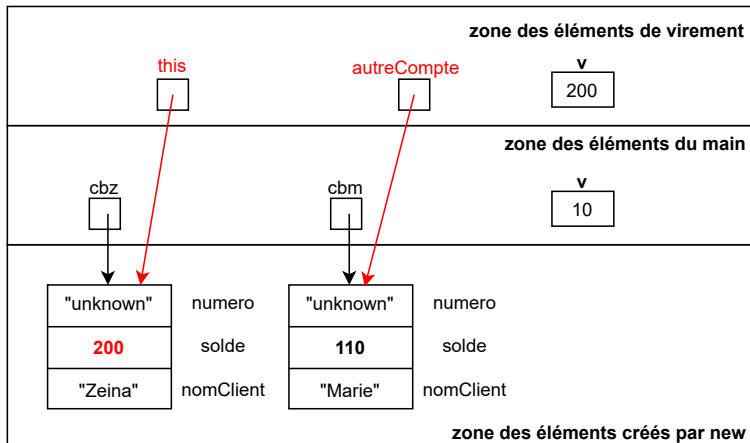 zone des éléments de virement
this
autreCompte
v
200
zone des éléments du main
cbz
cbm
v
10
"unknown" numero "unknown" numero
200 solde 110 solde
"Zeina" nomClient "Marie" nomClient
zone des éléments créés par new